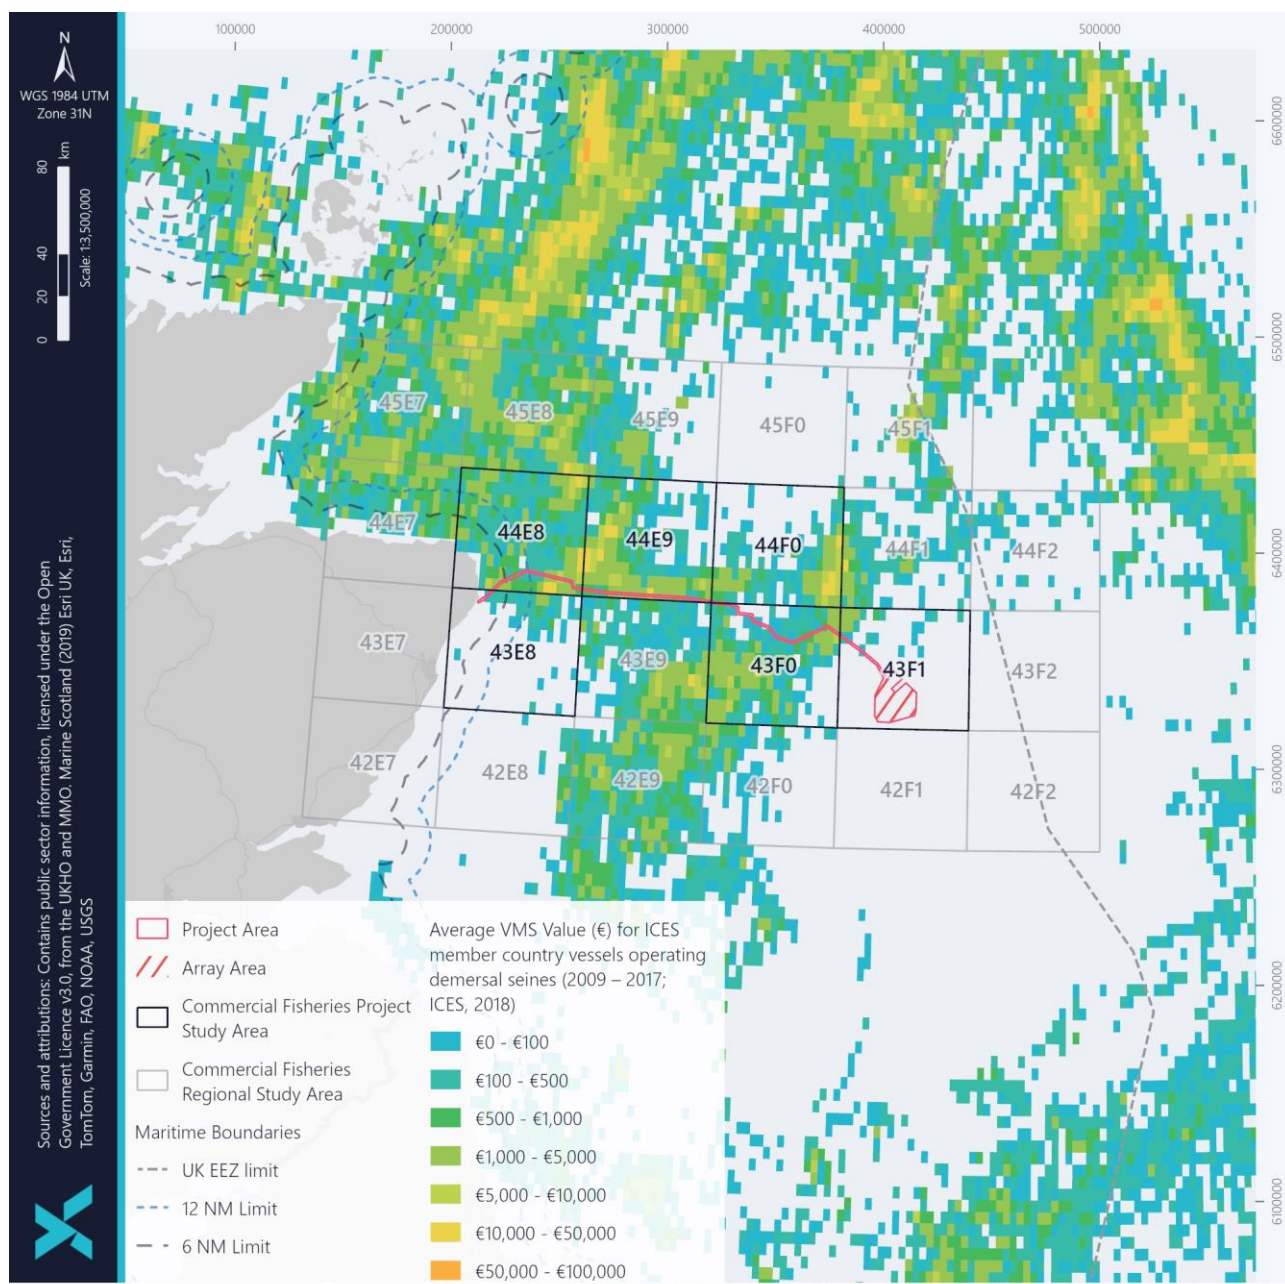 N
WGS 1984 UTM
Zone 31N
0 20 40 80 km
Scale: 1:3,500,000
Sources and attributions: Contains public sector information, licensed under the Open
Government Licence v3.0, from the UKHO and MMO. Marine Scotland (2019) Esri UK, Esri,
TomTom, Garmin, FAO, NOAA, USGS
100000 200000 300000 400000 500000
6600000
6500000
6400000
6300000
6200000
6100000
45E7 45E8 45E9 45F0 45F1
44E7 44E8 44E9 44F0 44F1 44F2
43E7 43E8 43E9 43F0 43F1 43F2
42E7 42E8 42E9 42F0 42F1 42F2
Project Area
Array Area
Commercial Fisheries Project
Study Area
Commercial Fisheries
Regional Study Area
Maritime Boundaries
UK EEZ limit
12 NM Limit
6 NM Limit
Average VMS Value (€) for ICES
member country vessels operating
demersal seines (2009 – 2017;
ICES, 2018)
€0 - €100
€100 - €500
€500 - €1,000
€1,000 - €5,000
€5,000 - €10,000
€10,000 - €50,000
€50,000 - €100,000